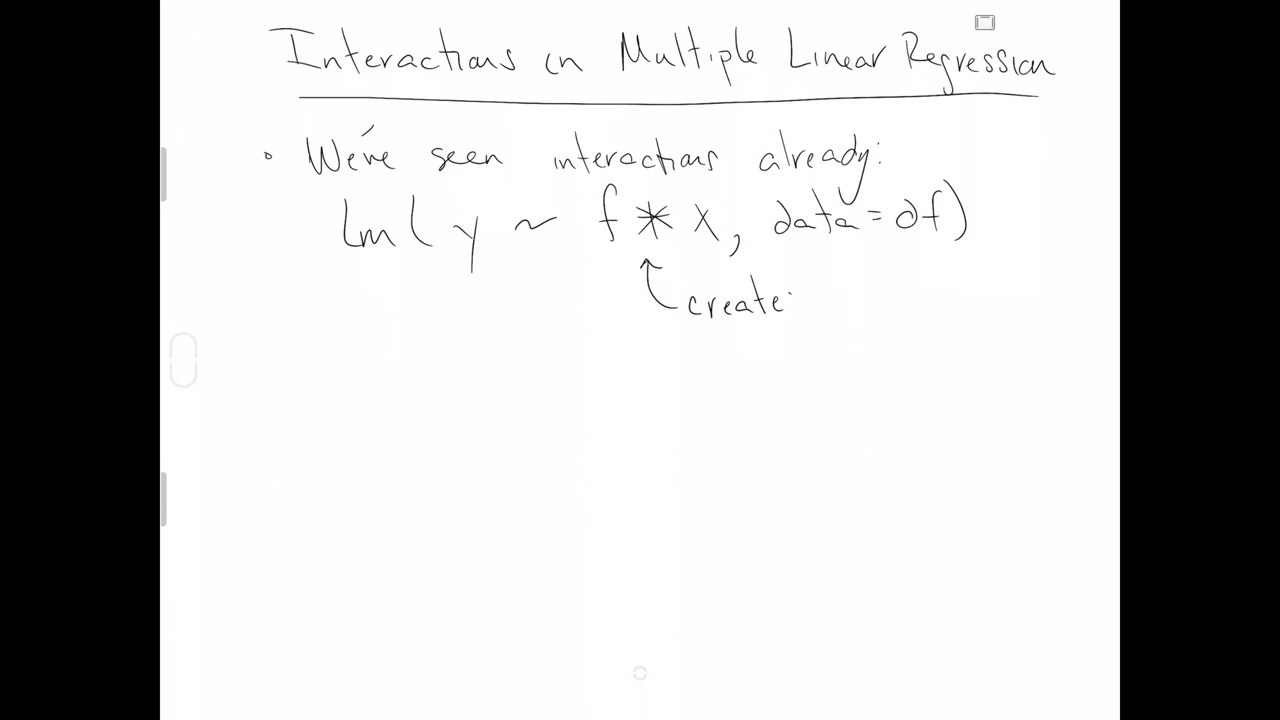 Interactions in Multiple Linear Regression
• We've seen interactions already:
lm( y ~ f * x, data = df)
create